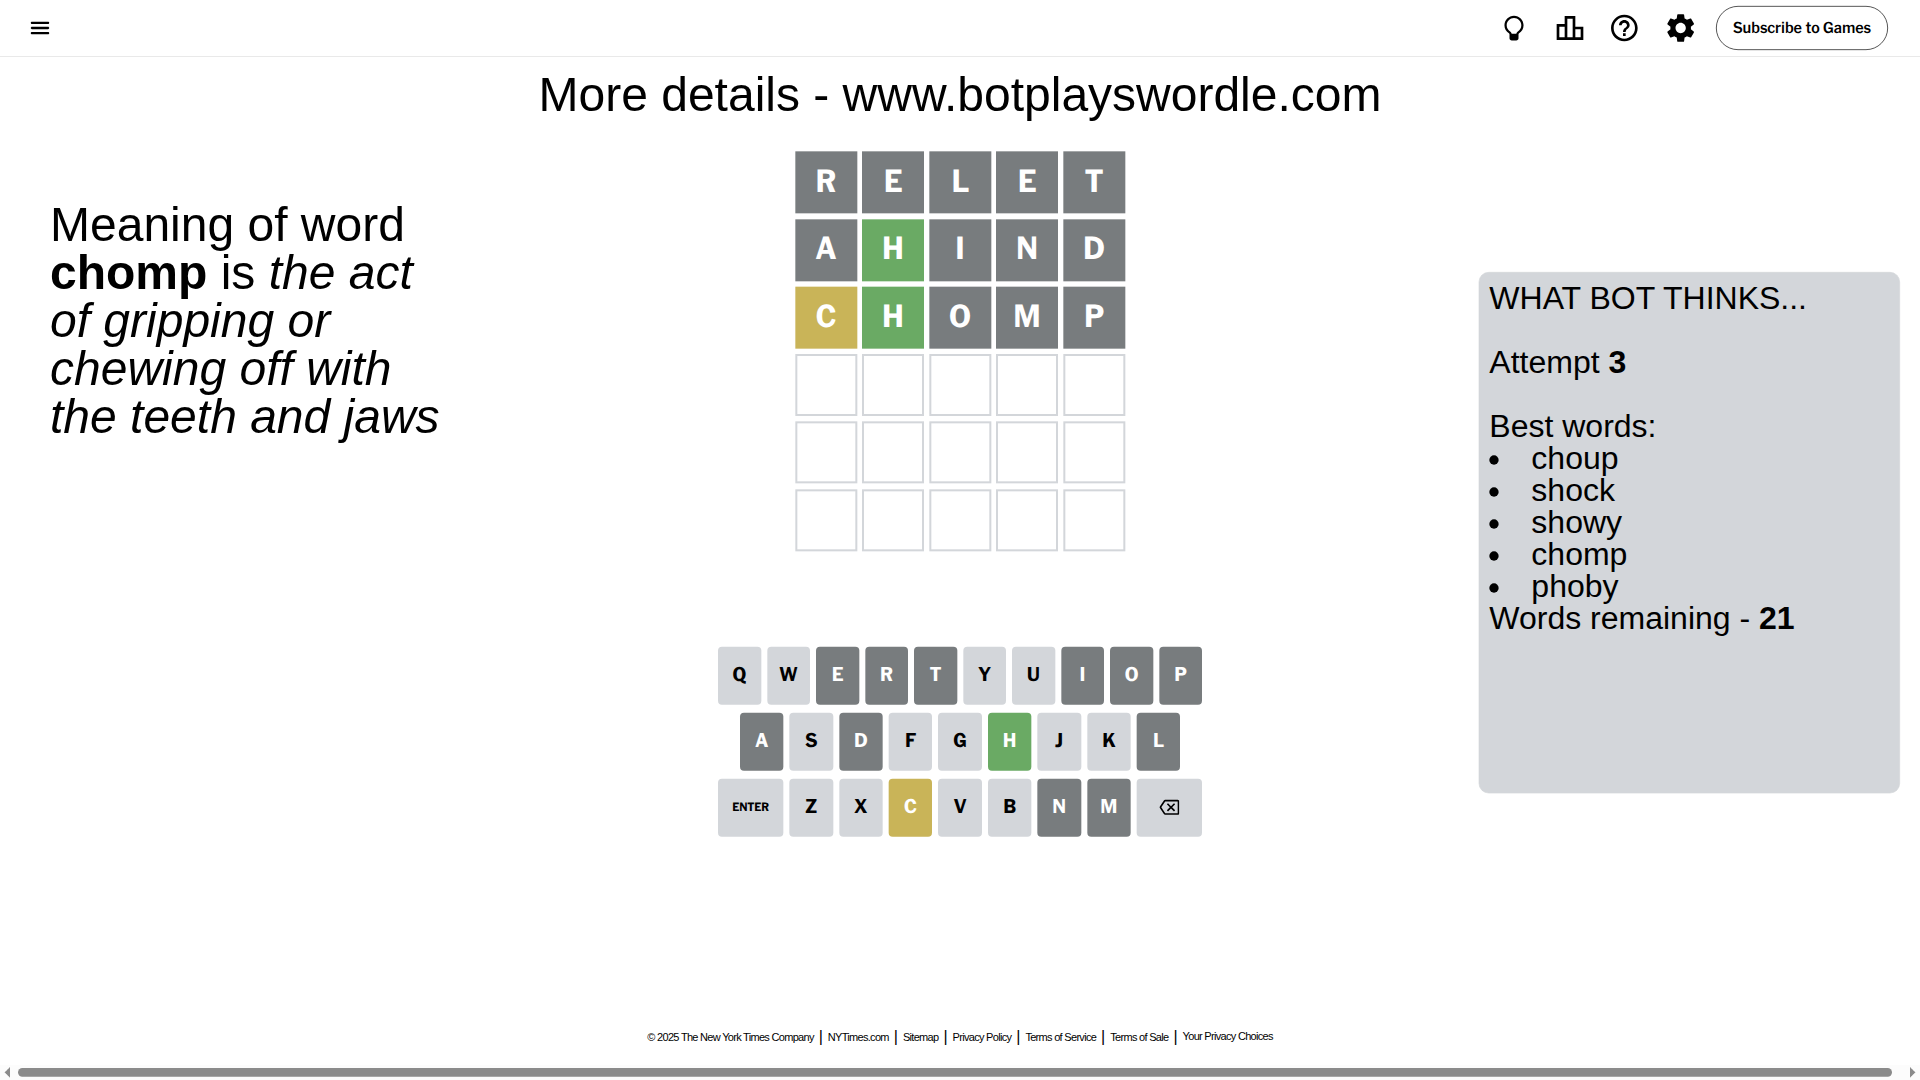 Subscribe to Games
More details - www.botplayswordle.com
Meaning of word
chomp is the act
of gripping or
chewing off with
the teeth and jaws
R E L E T
A H I N D
C H O M P
WHAT BOT THINKS...
Attempt 3
Best words:
• choup
• shock
• showy
• chomp
• phoby
Words remaining - 21
Q W E R T Y U I O P
A S D F G H J K L
ENTER Z X C V B N M
© 2025 The New York Times Company | NYTimes.com | Sitemap | Privacy Policy | Terms of Service | Terms of Sale | Your Privacy Choices